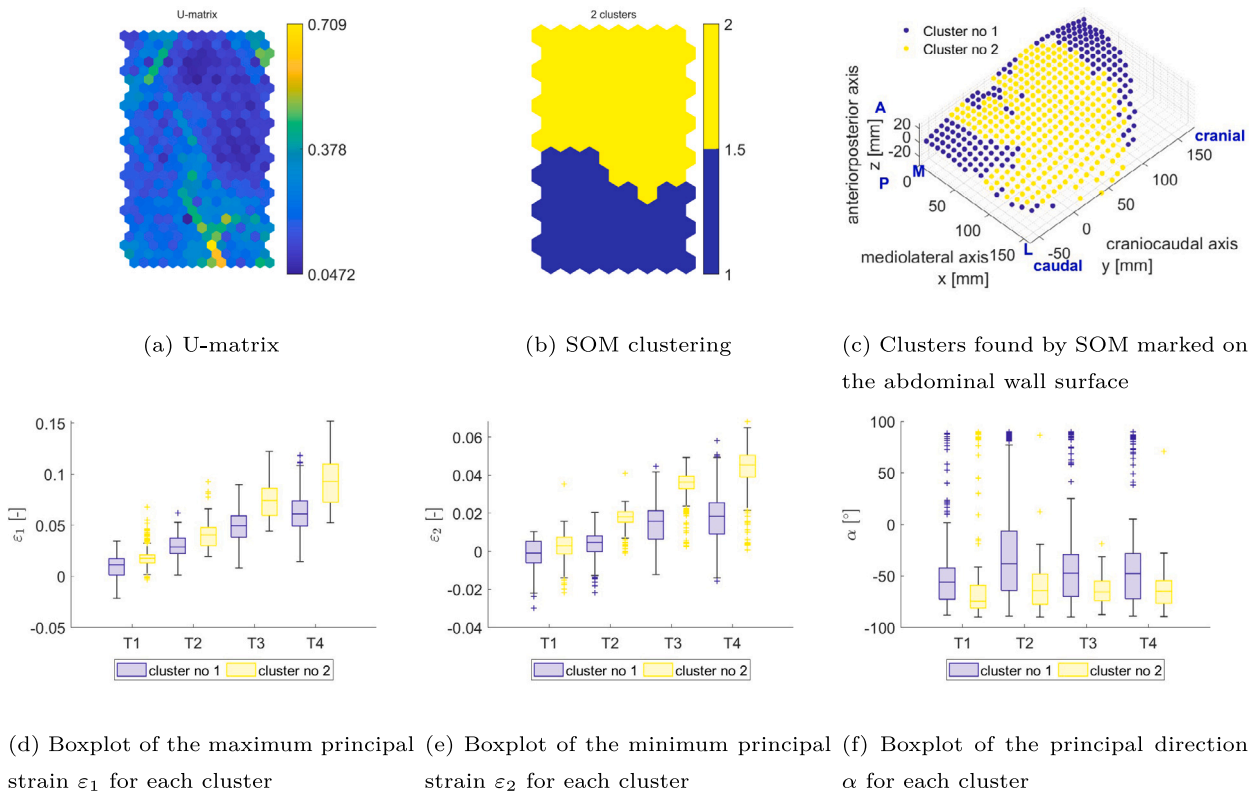 U-matrix
0.709
0.378
0.0472
2 clusters
2
1.5
1
Cluster no 1
Cluster no 2
A
20
0
-20
z [mm]
anteriorposterior axis
P
M
0
50
100
150
mediolateral axis
x [mm]
L
caudal
-50
0
50
100
150
craniocaudal axis
y [mm]
cranial
(a) U-matrix
(b) SOM clustering
(c) Clusters found by SOM marked on
the abdominal wall surface
0.15
0.1
0.05
0
-0.05
ε1 [-]
T1 T2 T3 T4
cluster no 1 cluster no 2
0.06
0.04
0.02
0
-0.02
-0.04
ε2 [-]
T1 T2 T3 T4
cluster no 1 cluster no 2
100
50
0
-50
-100
α [°]
T1 T2 T3 T4
cluster no 1 cluster no 2
(d) Boxplot of the maximum principal
strain ε1 for each cluster
(e) Boxplot of the minimum principal
strain ε2 for each cluster
(f) Boxplot of the principal direction
α for each cluster